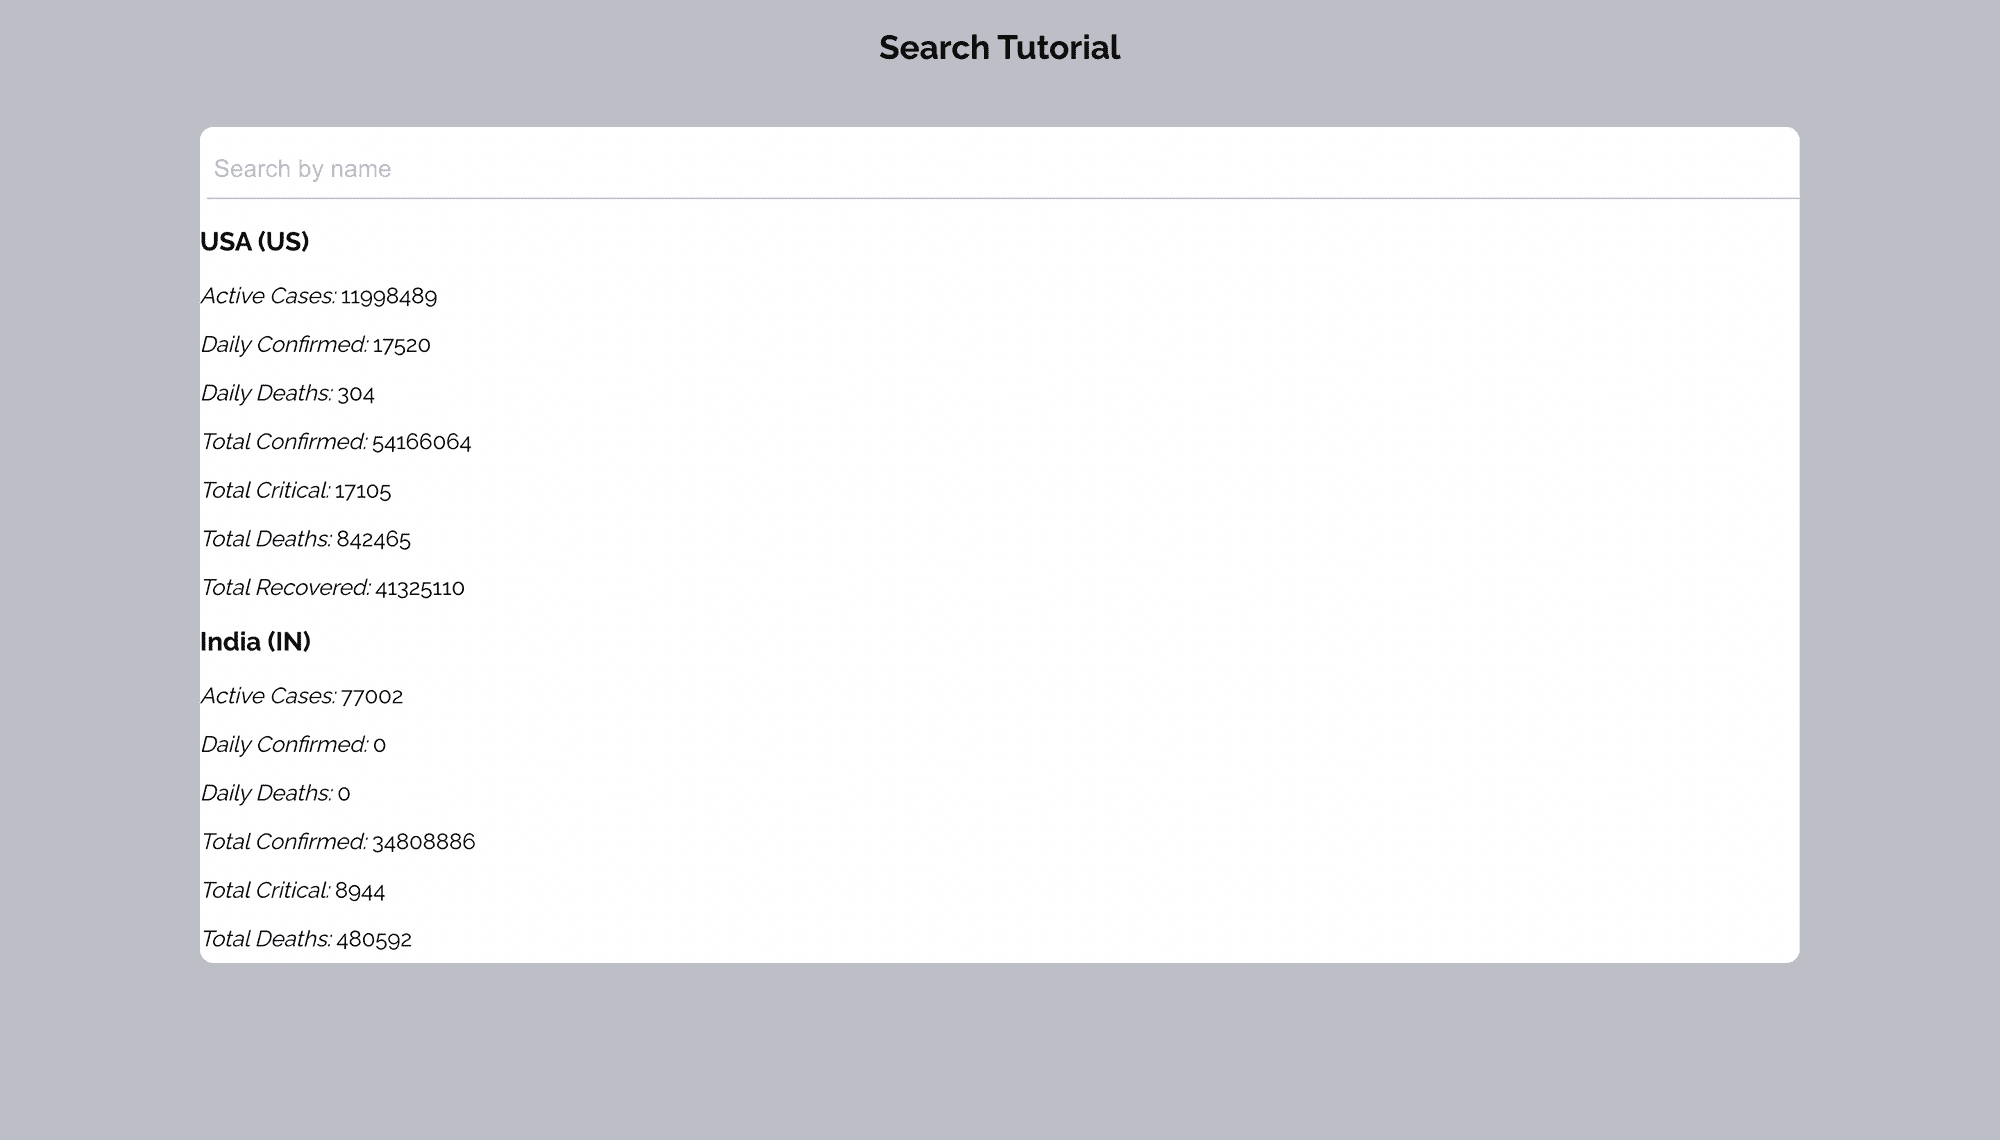 Search Tutorial
Search by name
USA (US)
Active Cases: 11998489
Daily Confirmed: 17520
Daily Deaths: 304
Total Confirmed: 54166064
Total Critical: 17105
Total Deaths: 842465
Total Recovered: 41325110
India (IN)
Active Cases: 77002
Daily Confirmed: 0
Daily Deaths: 0
Total Confirmed: 34808886
Total Critical: 8944
Total Deaths: 480592